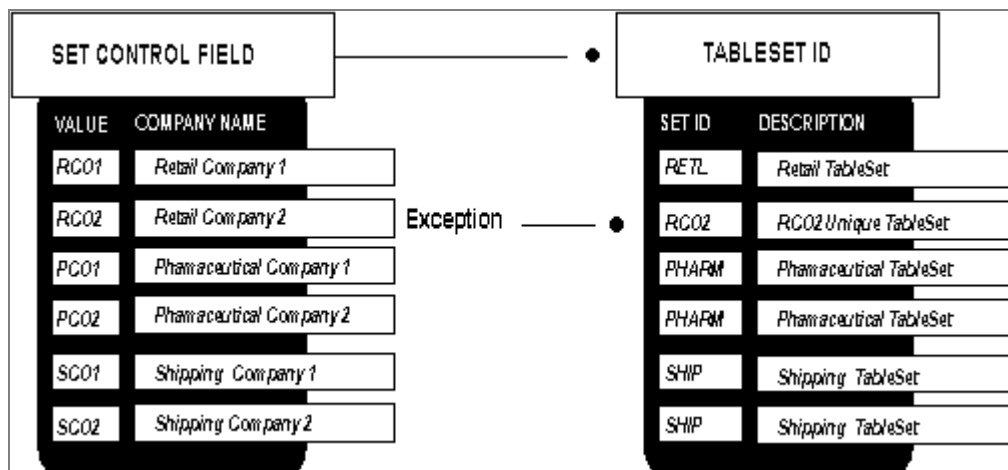 SET CONTROL FIELD
TABLESET ID
VALUE COMPANY NAME
SET ID DESCRIPTION
RCO1 Retail Company 1
RETL Retail TableSet
RCO2 Retail Company 2
Exception
RCO2 RCO2 Unique TableSet
PCO1 Phamaceutical Company 1
PHARM Phamaceutical TableSet
PCO2 Phamaceutical Company 2
PHARM Phamaceutical TableSet
SCO1 Shipping Company 1
SHIP Shipping TableSet
SCO2 Shipping Company 2
SHIP Shipping TableSet